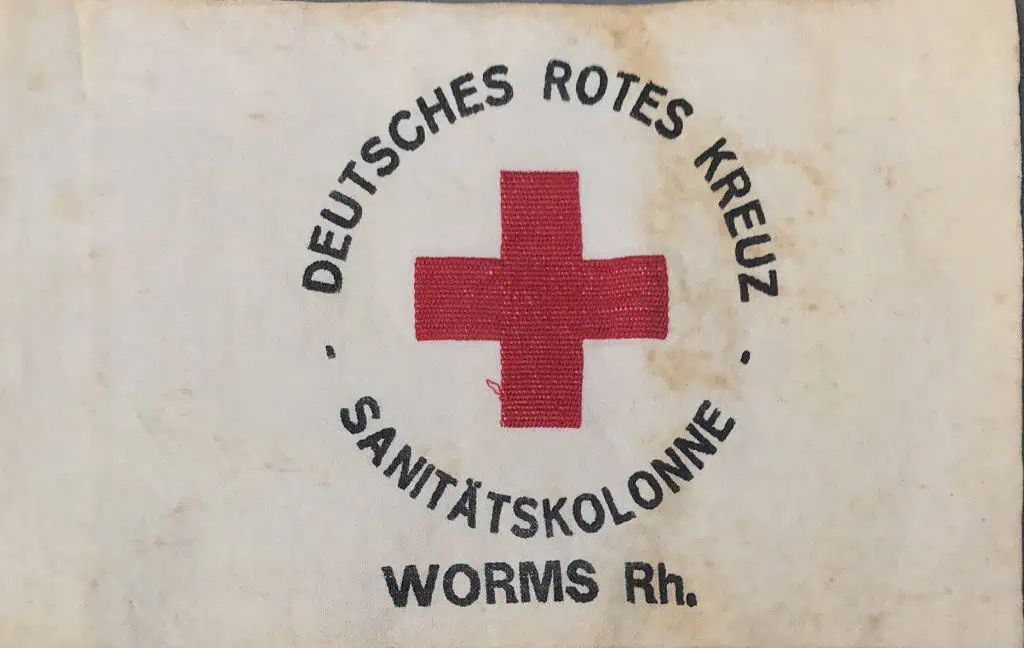 DEUTSCHES ROTES KREUZ
· SANITÄTSKOLONNE ·
WORMS Rh.